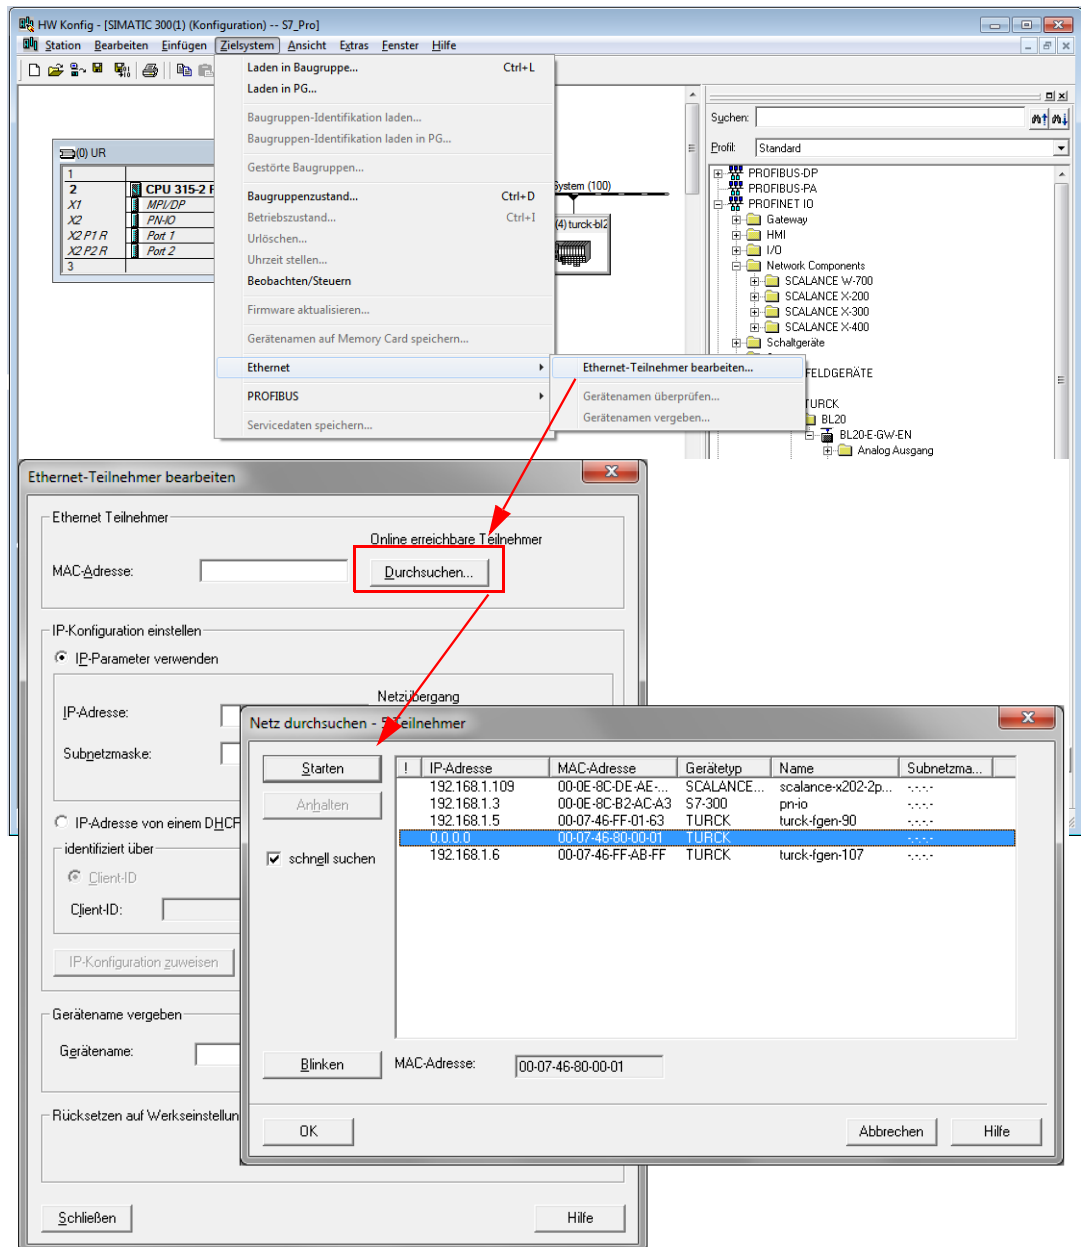 HW Konfig - [SIMATIC 300(1) (Konfiguration) -- S7_Pro]
Station Bearbeiten Einfügen Zielsystem Ansicht Extras Fenster Hilfe
Laden in Baugruppe... Ctrl+L
Laden in PG...
Baugruppen-Identifikation laden...
Baugruppen-Identifikation laden in PG...
Gestörte Baugruppen...
Baugruppenzustand... Ctrl+D
Betriebszustand... Ctrl+I
Urlöschen...
Uhrzeit stellen...
Beobachten/Steuern
Firmware aktualisieren...
Gerätenamen auf Memory Card speichern...
Ethernet
PROFIBUS
Servicedaten speichern...
Ethernet-Teilnehmer bearbeiten...
Gerätenamen überprüfen...
Gerätenamen vergeben...
(0) UR
1
2 CPU 315-2 P
X1 MPI/DP
X2 PN-IO
X2 P1 R Port 1
X2 P2 R Port 2
3
System (100)
(4) turck-bl2
Suchen:
Profil: Standard
PROFIBUS-DP
PROFIBUS-PA
PROFINET IO
Gateway
HMI
I/O
Network Components
SCALANCE W-700
SCALANCE X-200
SCALANCE X-300
SCALANCE X-400
Schaltgeräte
FELDGERÄTE
TURCK
BL20
BL20-E-GW-EN
Analog Ausgang
Ethernet-Teilnehmer bearbeiten
Ethernet Teilnehmer
Online erreichbare Teilnehmer
MAC-Adresse: Durchsuchen...
IP-Konfiguration einstellen
IP-Parameter verwenden
Netzübergang
IP-Adresse:
Subnetzmaske:
IP-Adresse von einem DHCP
identifiziert über
Client-ID
Client-ID:
IP-Konfiguration zuweisen
Gerätename vergeben
Gerätename:
Rücksetzen auf Werkseinstellun
Schließen Hilfe
Netz durchsuchen - 5 Teilnehmer
Starten
Anhalten
schnell suchen
! IP-Adresse MAC-Adresse Gerätetyp Name Subnetzma...
192.168.1.109 00-0E-8C-DE-AE-... SCALANCE... scalance-x202-2p... -.-.-.-
192.168.1.3 00-0E-8C-B2-AC-A3 S7-300 pn-io -.-.-.-
192.168.1.5 00-07-46-FF-01-63 TURCK turck-fgen-90 -.-.-.-
0.0.0.0 00-07-46-80-00-01 TURCK -.-.-.-
192.168.1.6 00-07-46-FF-AB-FF TURCK turck-fgen-107 -.-.-.-
Blinken MAC-Adresse: 00-07-46-80-00-01
OK Abbrechen Hilfe